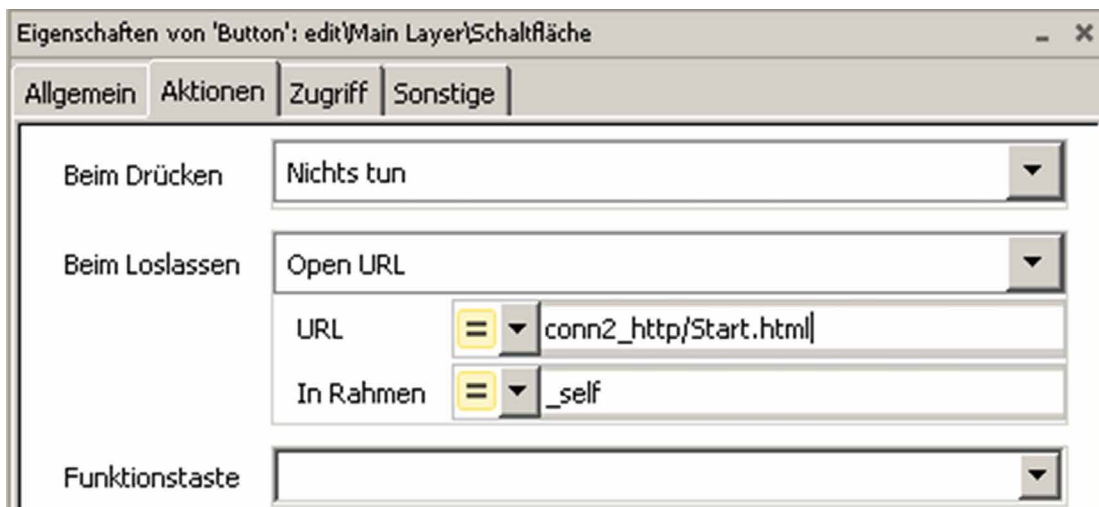 Eigenschaften von 'Button': edit\Main Layer\Schaltfläche
Allgemein Aktionen Zugriff Sonstige
Beim Drücken Nichts tun
Beim Loslassen Open URL
URL = conn2_http/Start.html
In Rahmen = _self
Funktionstaste